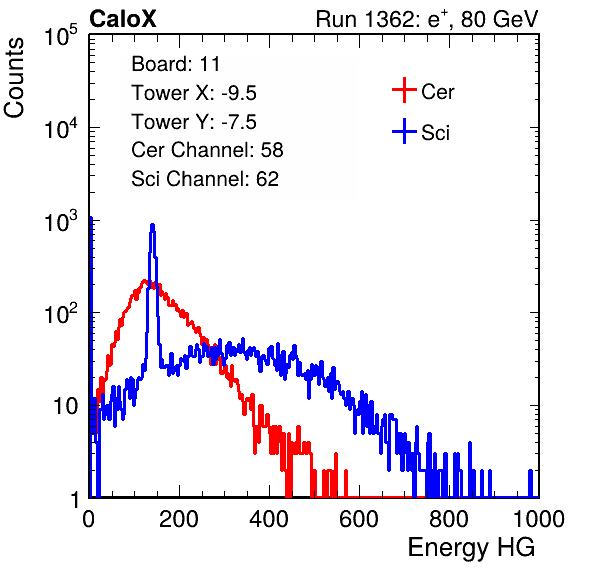 CaloX Run 1362: e⁺, 80 GeV
Counts
Board: 11
Tower X: -9.5
Tower Y: -7.5
Cer Channel: 58
Sci Channel: 62
Cer
Sci
10⁵
10⁴
10³
10²
10
1
0 200 400 600 800 1000
Energy HG